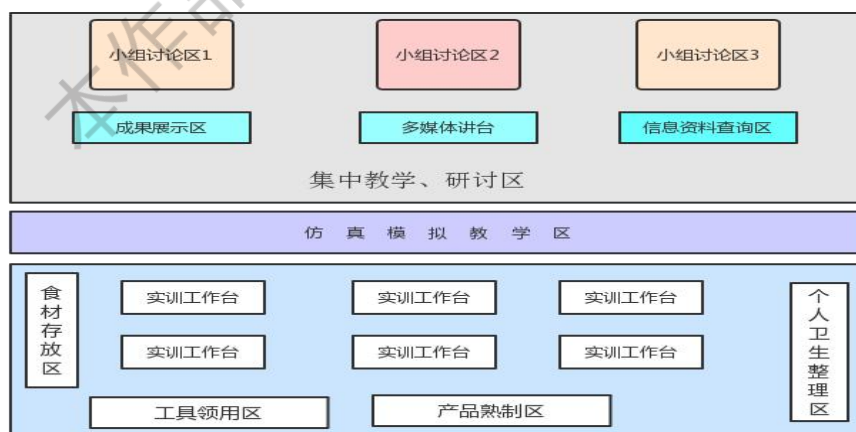 本作
小组讨论区1
小组讨论区2
小组讨论区3
成果展示区
多媒体讲台
信息资料查询区
集中教学、研讨区
仿真模拟教学区
食材存放区
实训工作台
实训工作台
实训工作台
个人卫生整理区
实训工作台
实训工作台
实训工作台
工具领用区
产品熟制区